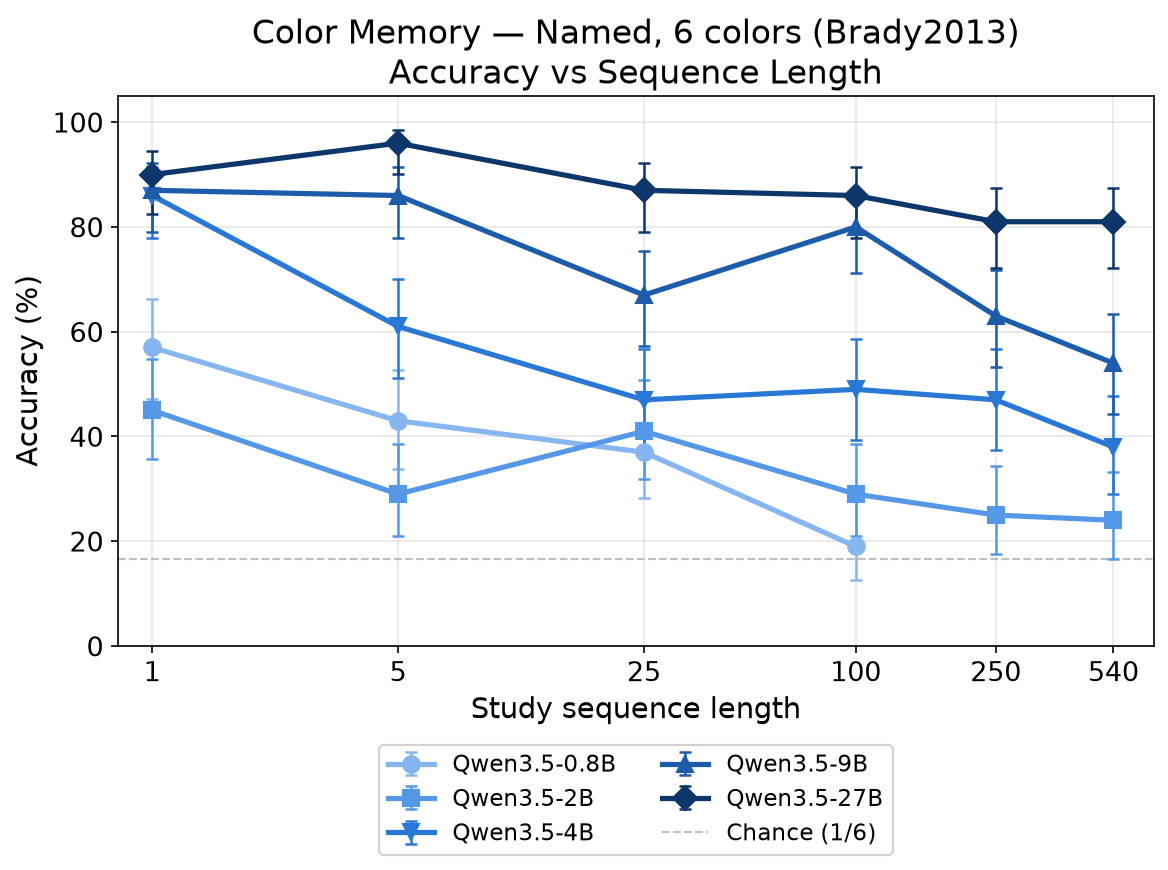 Color Memory — Named, 6 colors (Brady2013)
Accuracy vs Sequence Length
100
80
60
40
20
0
Accuracy (%)
1 5 25 100 250 540
Study sequence length
Qwen3.5-0.8B
Qwen3.5-2B
Qwen3.5-4B
Qwen3.5-9B
Qwen3.5-27B
Chance (1/6)